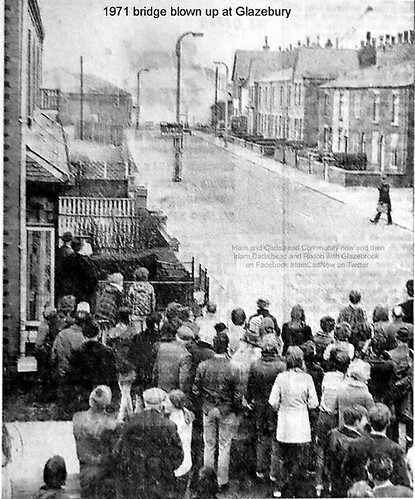 1971 bridge blown up at Glazebury
Irlam and Cadishead Community now and then
Irlam,Cadishead and Rixton with Glazebrook
on Facebook IrlamCadNow on Twitter